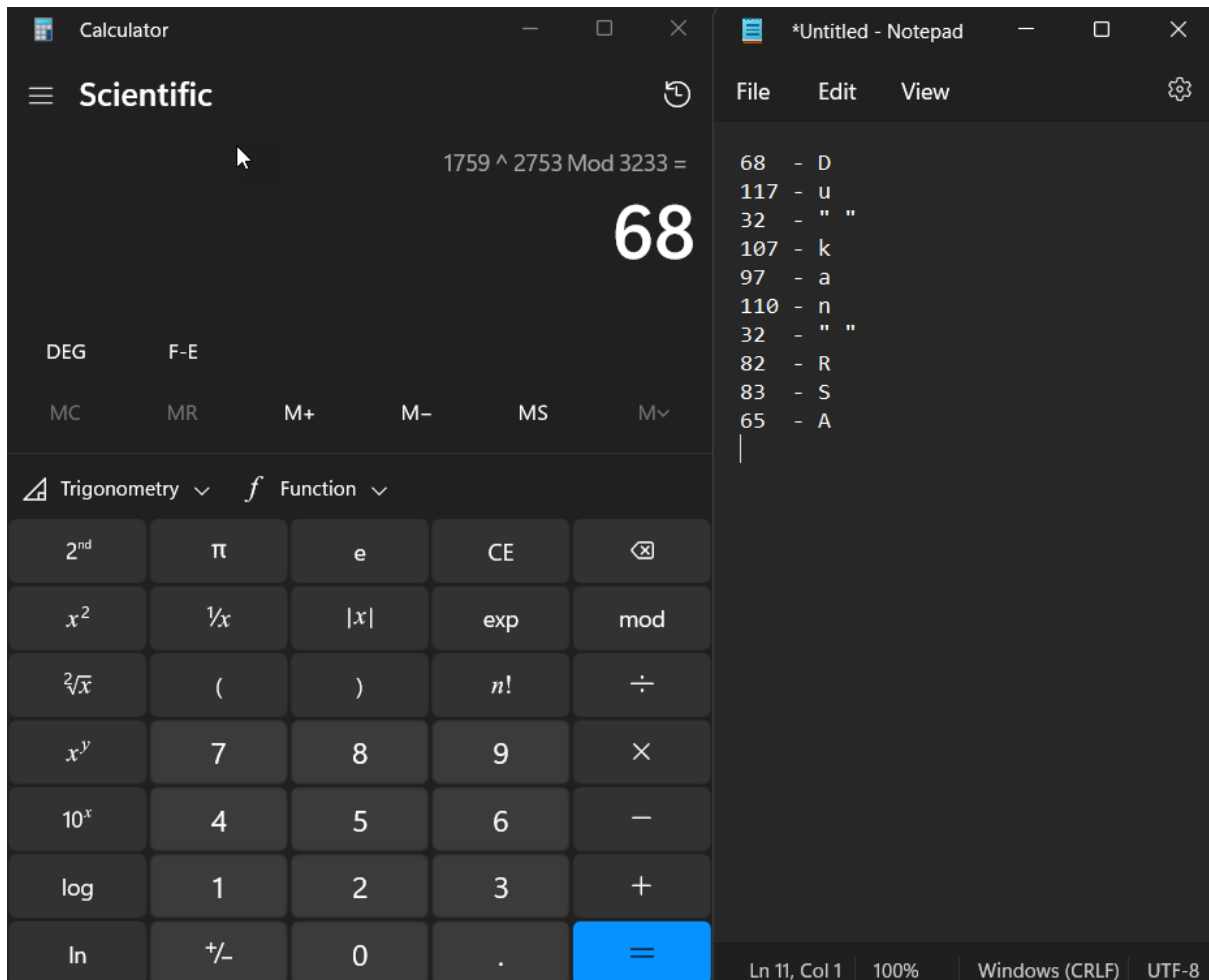 Calculator
Scientific
1759 ^ 2753 Mod 3233 =
68
DEG F-E
MC MR M+ M− MS M
Trigonometry f Function
2nd π e CE
x2 1/x |x| exp mod
2√x ( ) n! ÷
xy 7 8 9 ×
10x 4 5 6 −
log 1 2 3 +
ln +/− 0 . =
*Untitled - Notepad
File Edit View
68 - D
117 - u
32 - " "
107 - k
97 - a
110 - n
32 - " "
82 - R
83 - S
65 - A
Ln 11, Col 1 100% Windows (CRLF) UTF-8